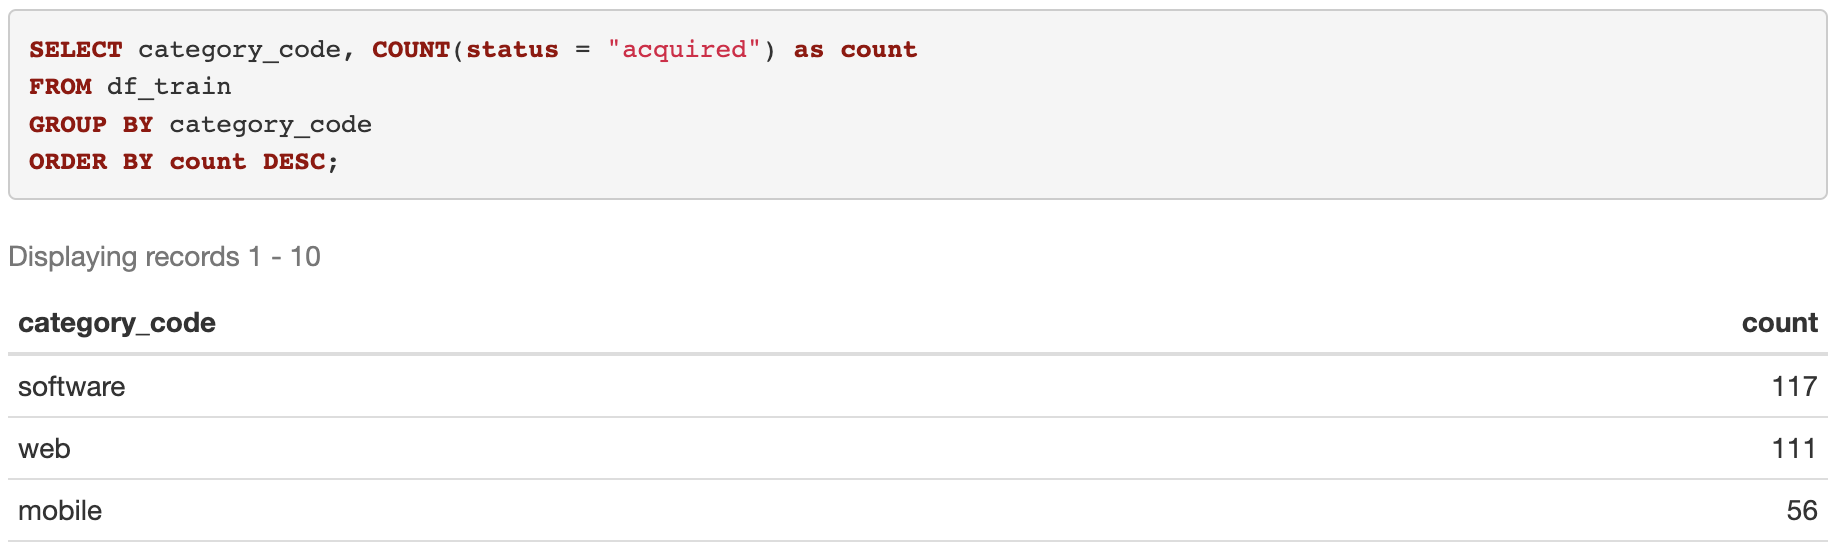 SELECT category_code, COUNT(status = "acquired") as count
FROM df_train
GROUP BY category_code
ORDER BY count DESC;
Displaying records 1 - 10
category_code count
software 117
web 111
mobile 56